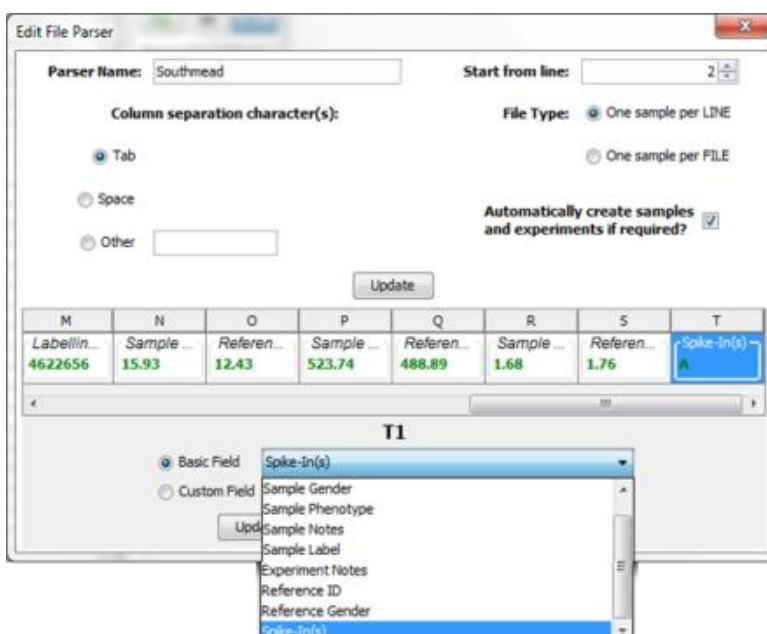 Edit File Parser
Parser Name: Southmead Start from line: 2
Column separation character(s): File Type: One sample per LINE
Tab One sample per FILE
Space
Automatically create samples
and experiments if required?
Other
Update
M N O P Q R S T
Labellin... Sample ... Referen... Sample ... Referen... Sample ... Referen... Spike-In(s)
4622656 15.93 12.43 523.74 488.89 1.68 1.76 A
T1
Basic Field Spike-In(s)
Custom Field Sample Gender
Sample Phenotype
Upd Sample Notes
Sample Label
Experiment Notes
Reference ID
Reference Gender
Spike-In(s)